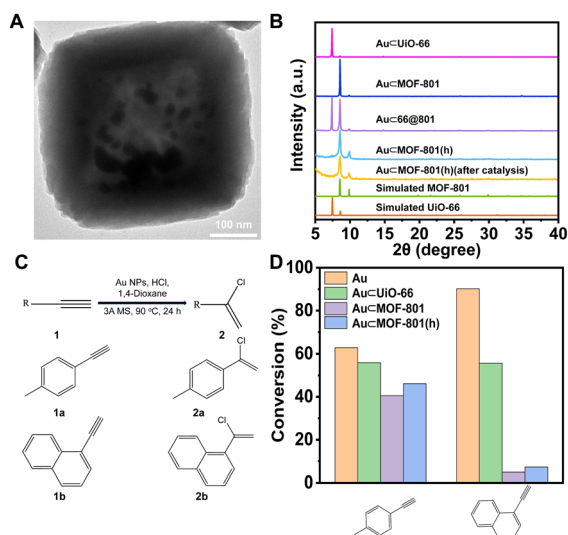 A
100 nm
B
Intensity (a.u.)
Au⊂UiO-66
Au⊂MOF-801
Au⊂66@801
Au⊂MOF-801(h)
Au⊂MOF-801(h)(after catalysis)
Simulated MOF-801
Simulated UiO-66
5 10 15 20 25 30 35 40
2θ (degree)
C
Au NPs, HCl,
1,4-Dioxane
3A MS, 90 °C, 24 h
R
R
Cl
1
2
Cl
1a
2a
Cl
1b
2b
D
Conversion (%)
100
80
60
40
20
0
Au
Au⊂UiO-66
Au⊂MOF-801
Au⊂MOF-801(h)